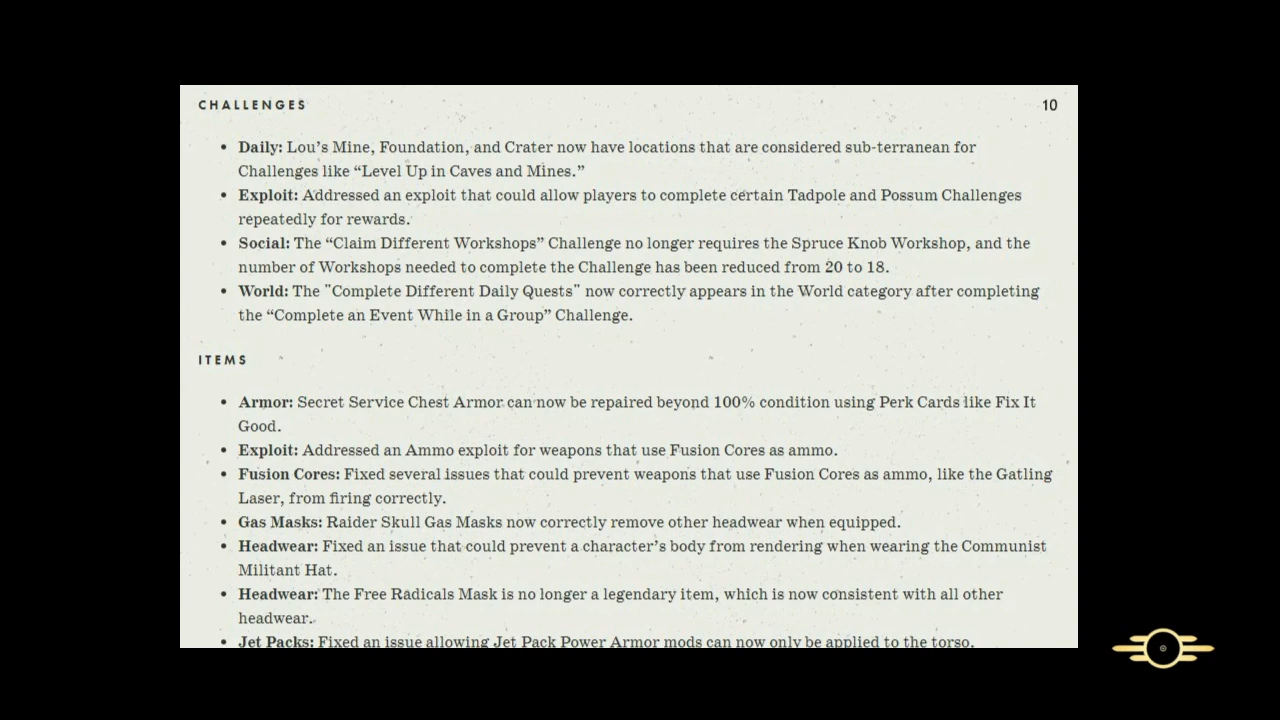 CHALLENGES
10
• Daily: Lou’s Mine, Foundation, and Crater now have locations that are considered sub-terranean for
Challenges like “Level Up in Caves and Mines.”
• Exploit: Addressed an exploit that could allow players to complete certain Tadpole and Possum Challenges
repeatedly for rewards.
• Social: The “Claim Different Workshops” Challenge no longer requires the Spruce Knob Workshop, and the
number of Workshops needed to complete the Challenge has been reduced from 20 to 18.
• World: The "Complete Different Daily Quests" now correctly appears in the World category after completing
the “Complete an Event While in a Group” Challenge.
ITEMS
• Armor: Secret Service Chest Armor can now be repaired beyond 100% condition using Perk Cards like Fix It
Good.
• Exploit: Addressed an Ammo exploit for weapons that use Fusion Cores as ammo.
• Fusion Cores: Fixed several issues that could prevent weapons that use Fusion Cores as ammo, like the Gatling
Laser, from firing correctly.
• Gas Masks: Raider Skull Gas Masks now correctly remove other headwear when equipped.
• Headwear: Fixed an issue that could prevent a character’s body from rendering when wearing the Communist
Militant Hat.
• Headwear: The Free Radicals Mask is no longer a legendary item, which is now consistent with all other
headwear.
• Jet Packs: Fixed an issue allowing Jet Pack Power Armor mods can now only be applied to the torso.